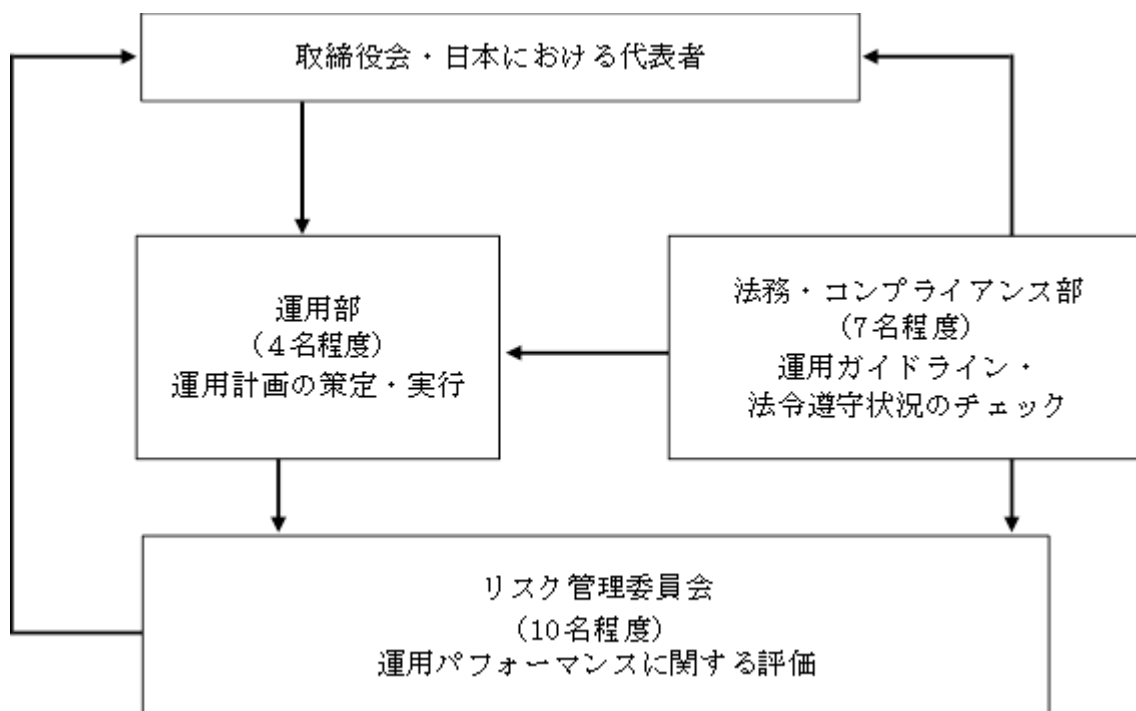 取締役会・日本における代表者
運用部
（４名程度）
運用計画の策定・実行
法務・コンプライアンス部
（7名程度）
運用ガイドライン・
法令遵守状況のチェック
リスク管理委員会
（10名程度）
運用パフォーマンスに関する評価